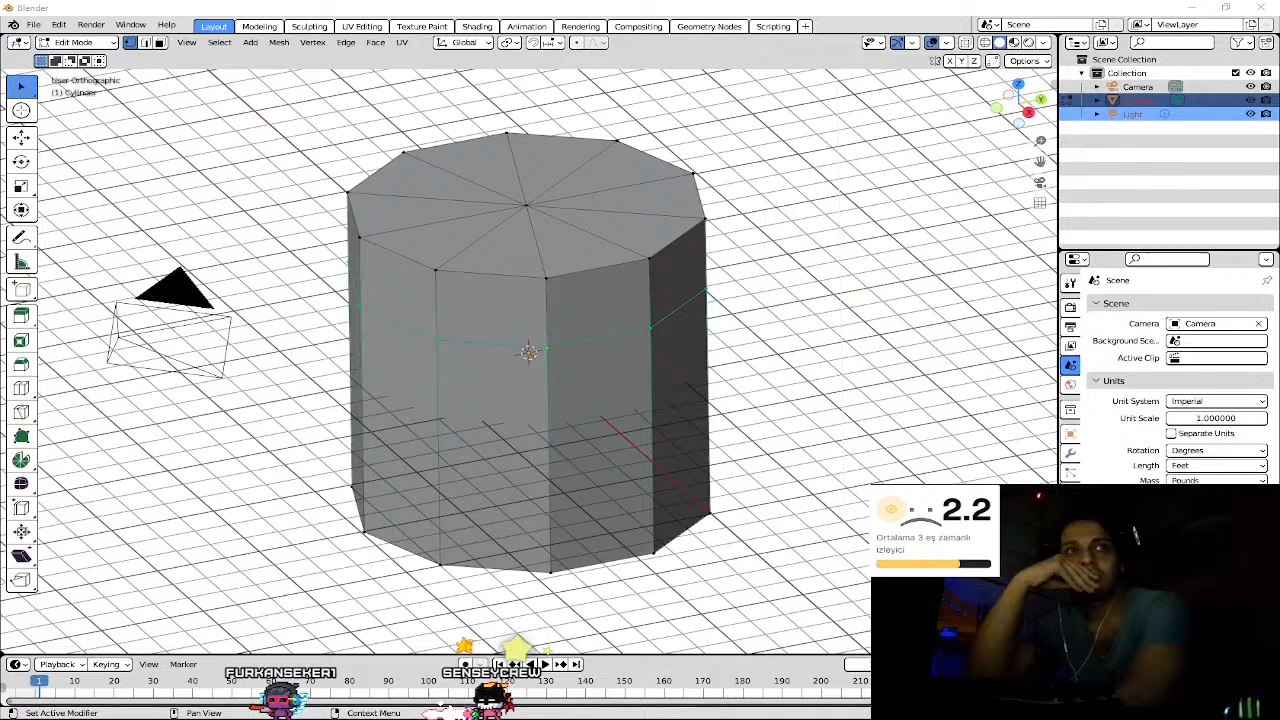 Blender
File Edit Render Window Help
Layout Modeling Sculpting UV Editing Texture Paint Shading Animation Rendering Compositing Geometry Nodes Scripting +
Scene ViewLayer
Edit Mode View Select Add Mesh Vertex Edge Face UV Global
X Y Z Options
User Orthographic
(1) Cylinder
Z Y X
Scene Collection
Collection
Camera
Light
Scene
Scene
Camera Camera
Background Sce...
Active Clip
Units
Unit System Imperial
Unit Scale 1.000000
Separate Units
Rotation Degrees
Length Feet
Mass Pounds
2.2
Ortalama 3 eş zamanlı
izleyici
Playback Keying View Marker
FURKANSEKER1 SENSEYCREW
1 10 20 30 40 50 60 70 80 90 100 110 120 130 140 150 160 170
Set Active Modifier Pan View Context Menu